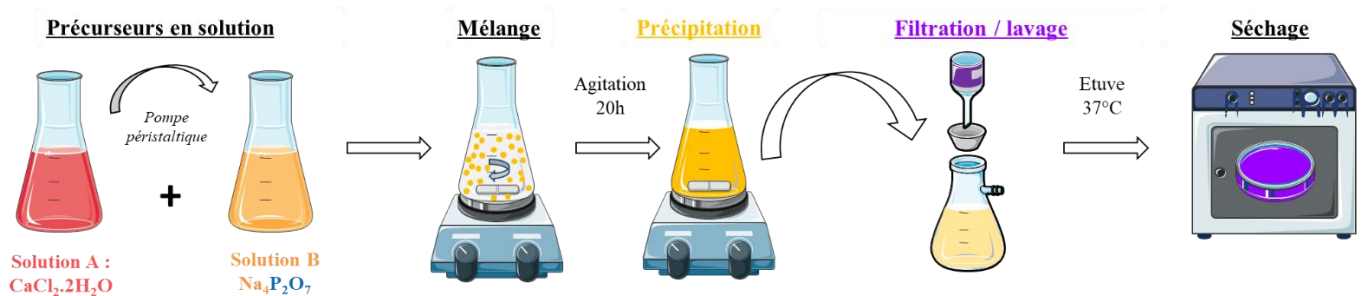 Précurseurs en solution
Mélange
Précipitation
Filtration / lavage
Séchage
Pompe
péristaltique
Agitation
20h
Etuve
37°C
+
Solution A :
CaCl₂.2H₂O
Solution B
Na₄P₂O₇